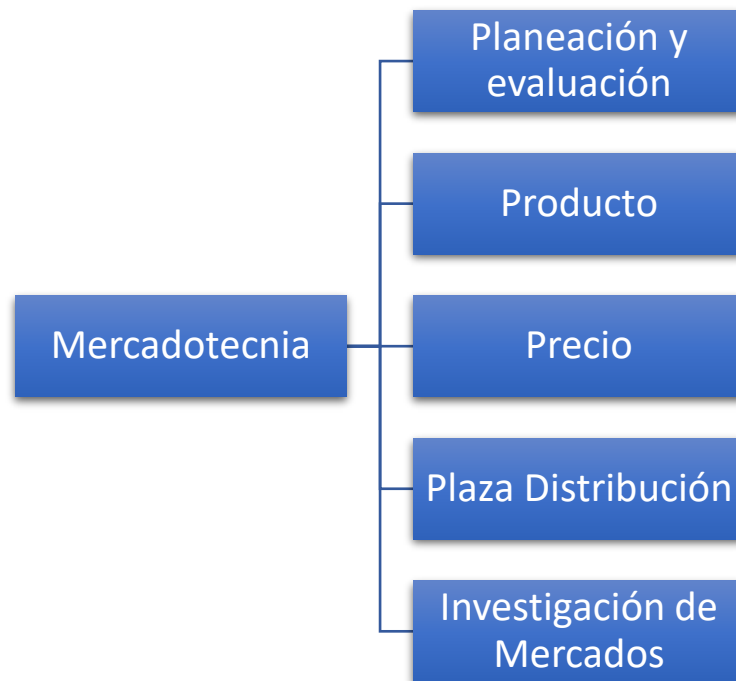 Planeación y
evaluación
Producto
Mercadotecnia
Precio
Plaza Distribución
Investigación de
Mercados